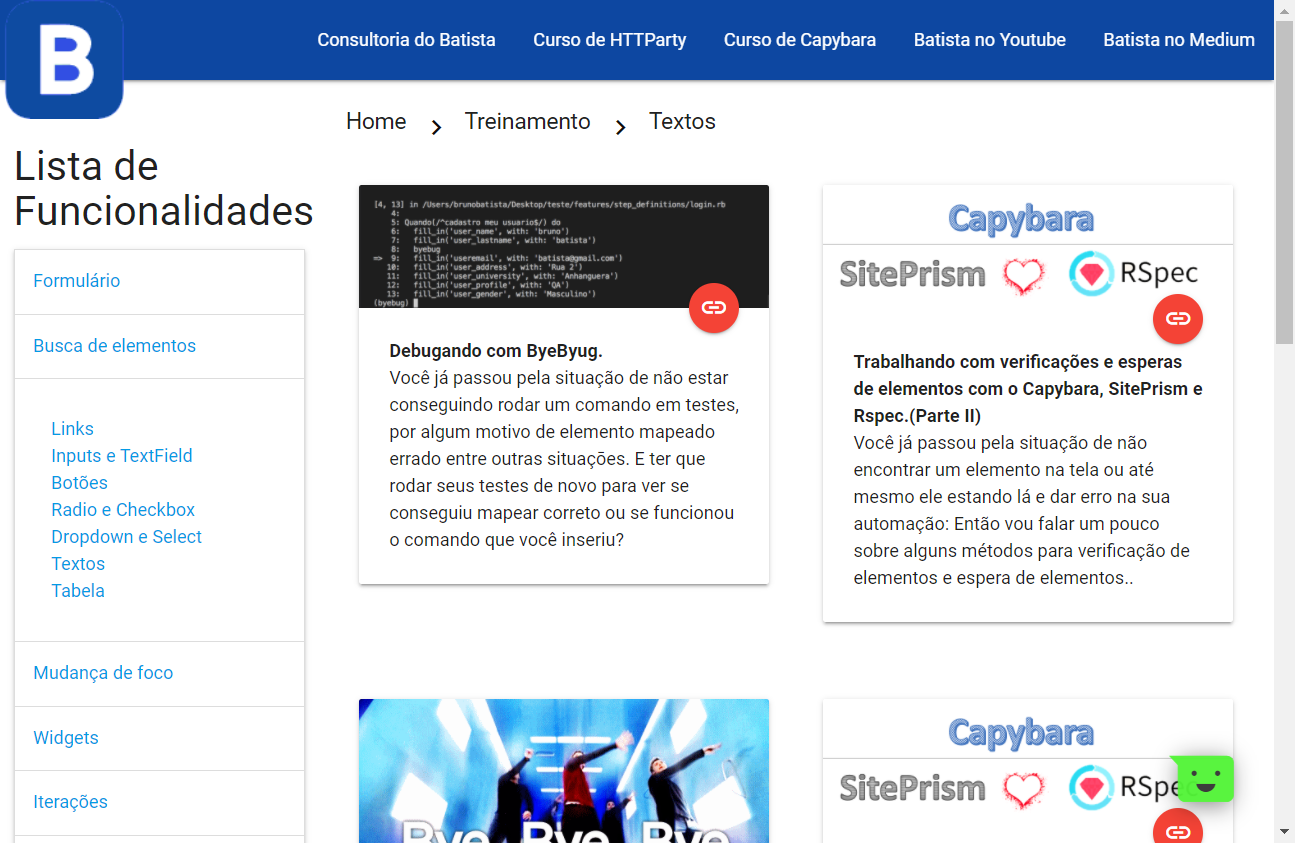 B
Consultoria do Batista
Curso de HTTParty
Curso de Capybara
Batista no Youtube
Batista no Medium
Home
Treinamento
Textos
Lista de
Funcionalidades
Formulário
Busca de elementos
Links
Inputs e TextField
Botões
Radio e Checkbox
Dropdown e Select
Textos
Tabela
Mudança de foco
Widgets
Iterações
[4, 13] in /Users/brunobatista/Desktop/teste/features/step_definitions/login.rb
4:
5: Quando(/^cadastro meu usuario$/) do
6: fill_in('user_name', with: 'bruno')
7: fill_in('user_lastname', with: 'batista')
8: byebug
=> 9: fill_in('useremail', with: 'batista@gmail.com')
10: fill_in('user_address', with: 'Rua 2')
11: fill_in('user_university', with: 'Anhanguera')
12: fill_in('user_profile', with: 'QA')
13: fill_in('user_gender', with: 'Masculino')
(byebug)
Debugando com ByeByug.
Você já passou pela situação de não estar
conseguindo rodar um comando em testes,
por algum motivo de elemento mapeado
errado entre outras situações. E ter que
rodar seus testes de novo para ver se
conseguiu mapear correto ou se funcionou
o comando que você inseriu?
Capybara
SitePrism
RSpec
Trabalhando com verificações e esperas
de elementos com o Capybara, SitePrism e
Rspec.(Parte II)
Você já passou pela situação de não
encontrar um elemento na tela ou até
mesmo ele estando lá e dar erro na sua
automação: Então vou falar um pouco
sobre alguns métodos para verificação de
elementos e espera de elementos..
Bye Bye Bye
Capybara
SitePrism
RSpe